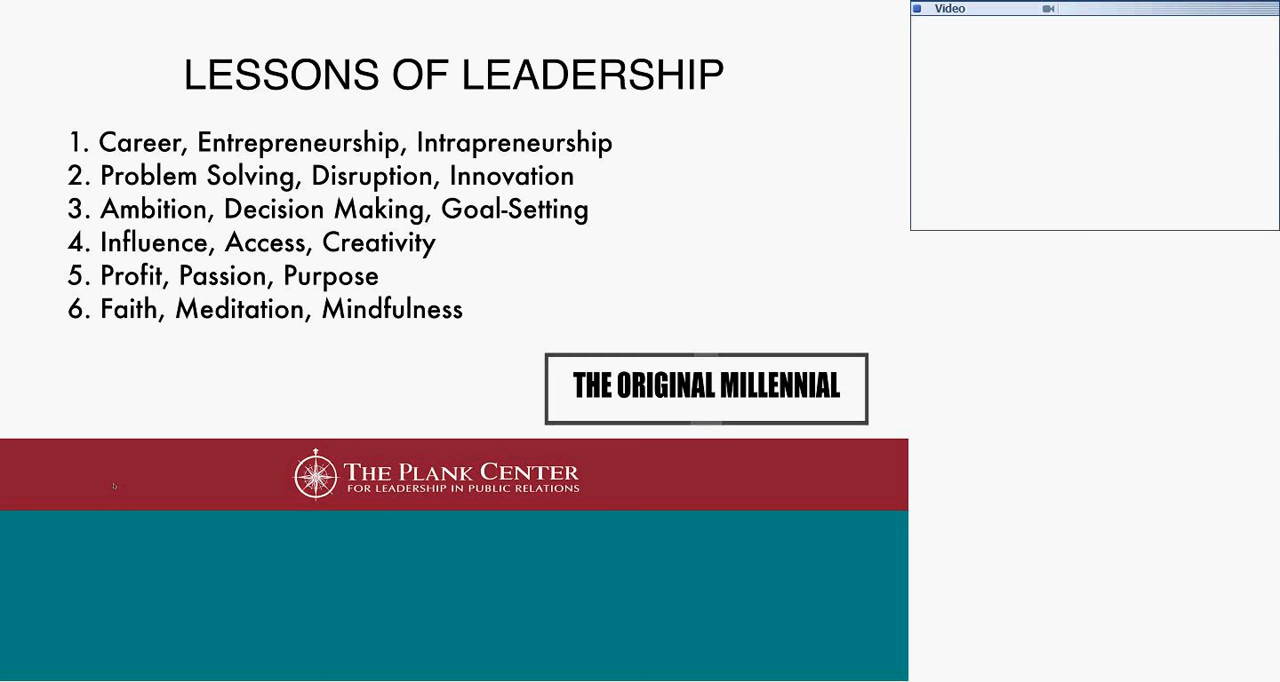 Video
LESSONS OF LEADERSHIP
1. Career, Entrepreneurship, Intrapreneurship
2. Problem Solving, Disruption, Innovation
3. Ambition, Decision Making, Goal-Setting
4. Influence, Access, Creativity
5. Profit, Passion, Purpose
6. Faith, Meditation, Mindfulness
THE ORIGINAL MILLENNIAL
THE PLANK CENTER
FOR LEADERSHIP IN PUBLIC RELATIONS